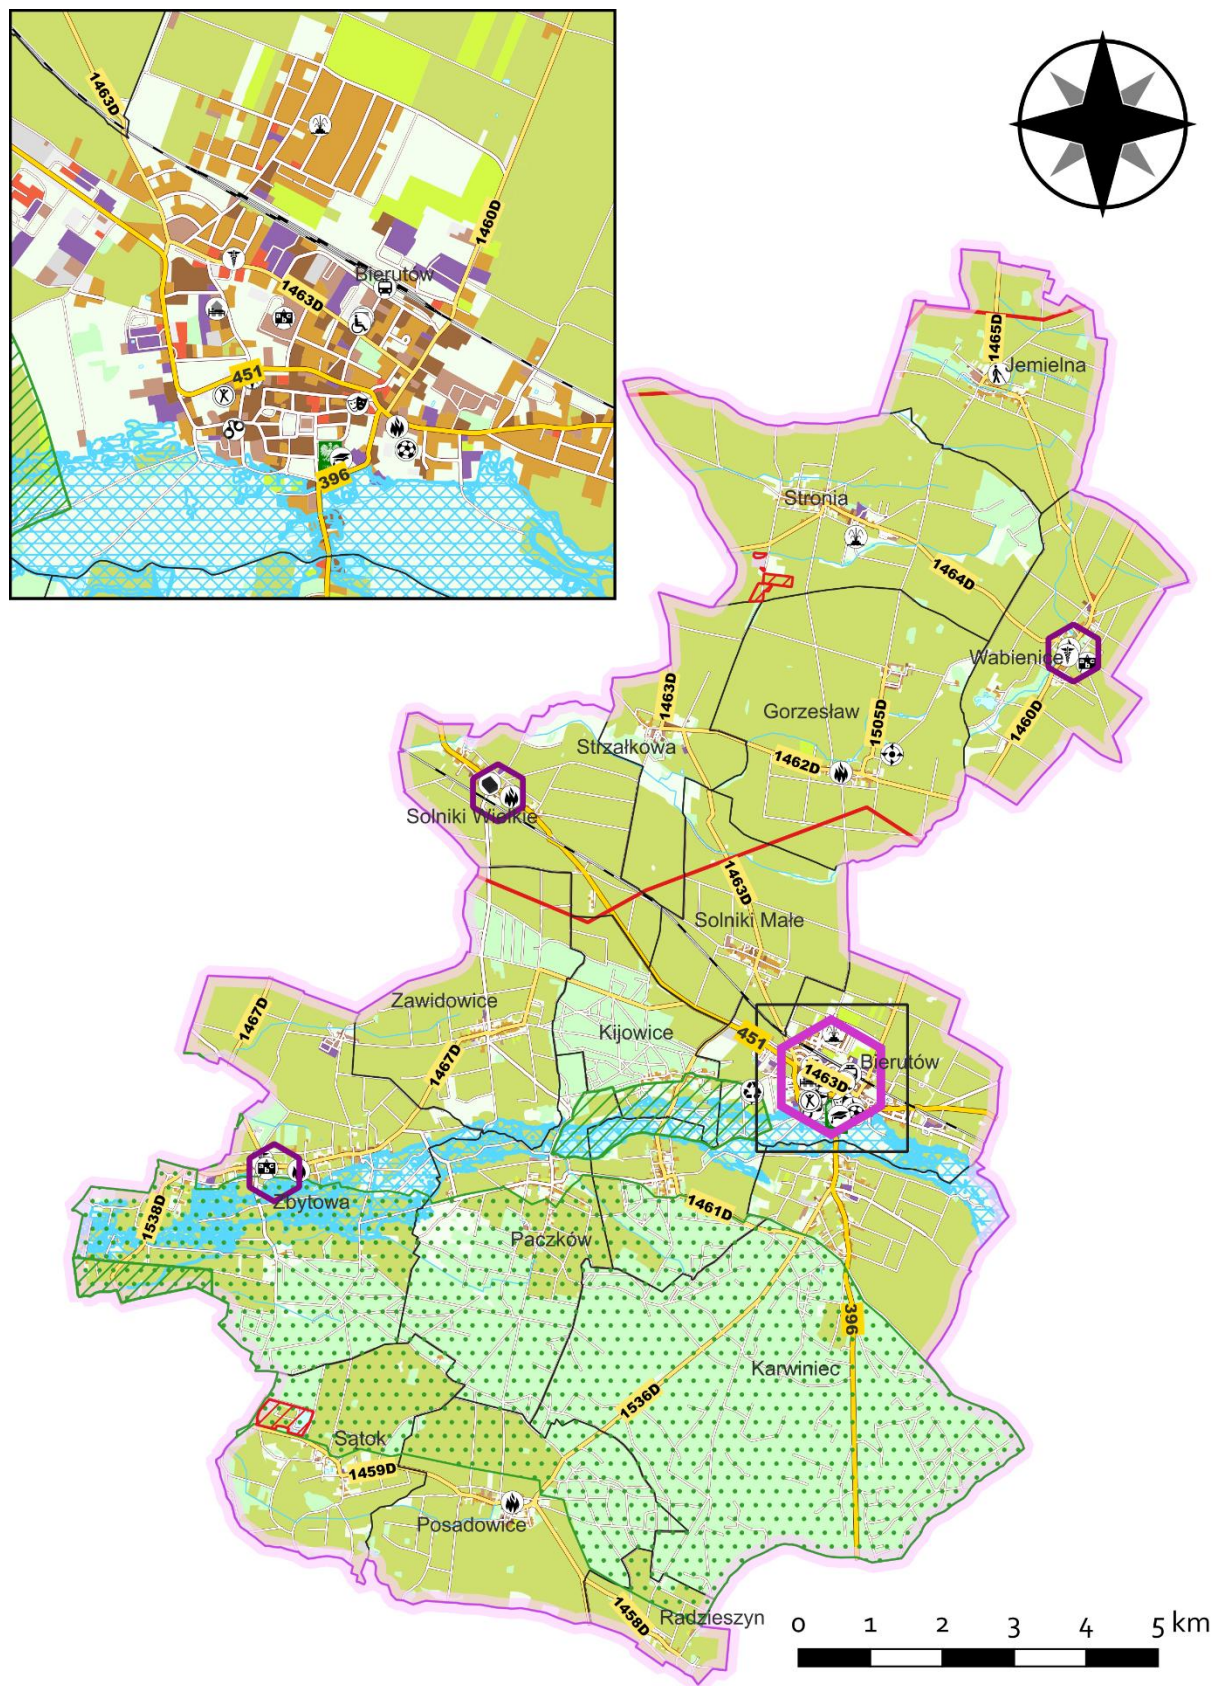 1463D
1460D
Bierutów
1463D
451
396
1465D
Jemielna
Stronia
1464D
Wabienice
1463D
Gorzesław
1505D
1460D
Strzałkowa
1462D
Solniki Wielkie
1463D
Solniki Małe
Zawidowice
1467D
Kijowice
451
1467D
Bierutów
1463D
Zbytowa
1538D
1461D
Paczków
396
Karwiniec
1536D
Sątok
1459D
Posadowice
1458D
Radzieszyn
0 1 2 3 4 5 km